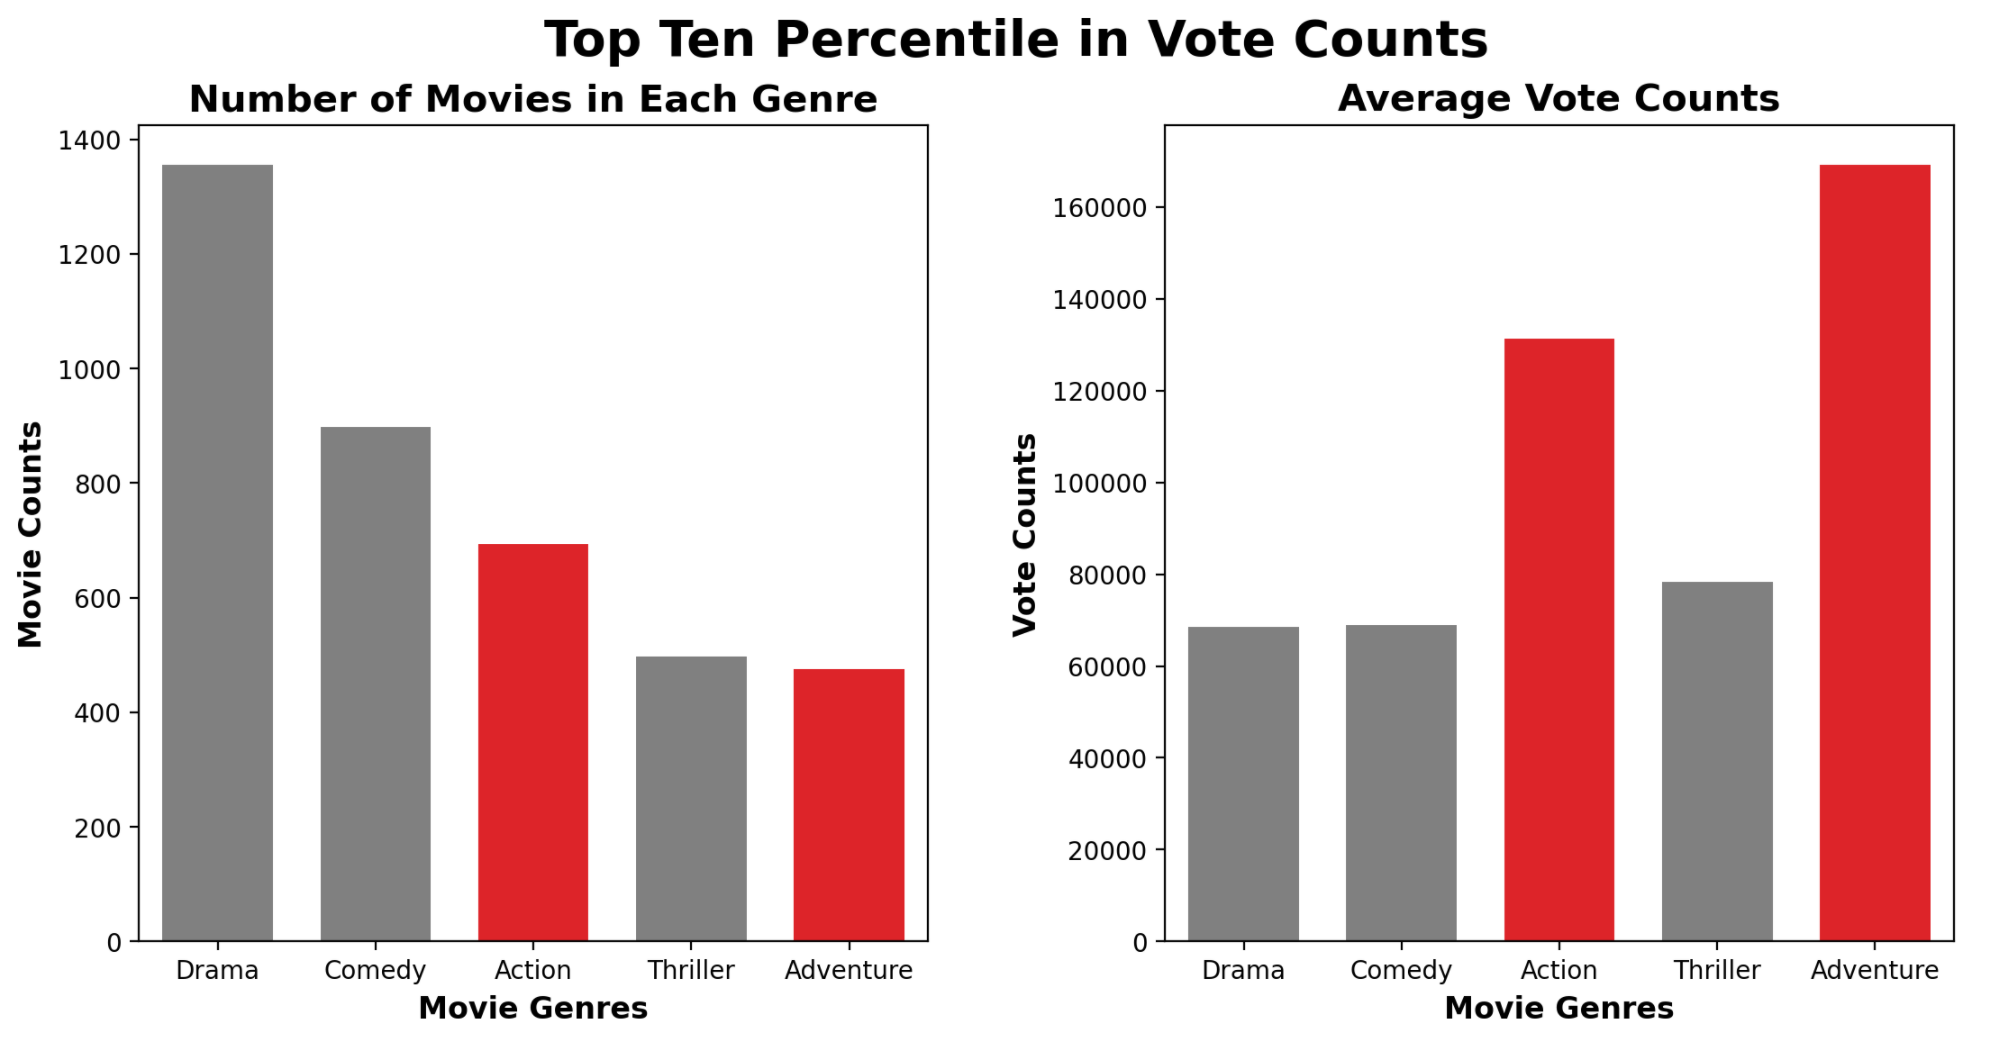 Top Ten Percentile in Vote Counts
Number of Movies in Each Genre
Movie Counts
1400
1200
1000
800
600
400
200
0
Drama Comedy Action Thriller Adventure
Movie Genres
Average Vote Counts
Vote Counts
160000
140000
120000
100000
80000
60000
40000
20000
0
Drama Comedy Action Thriller Adventure
Movie Genres